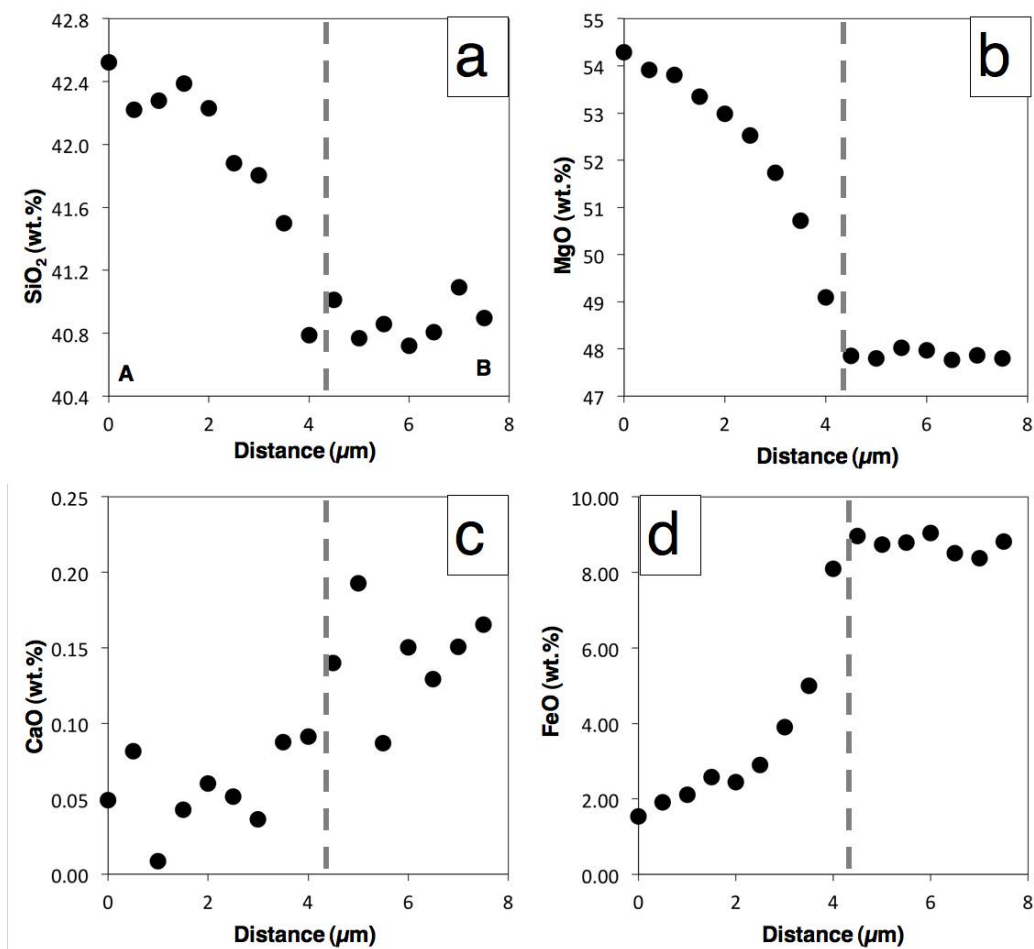 a
42.8
42.4
42.0
41.6
41.2
40.8
40.4
SiO₂ (wt.%)
A
B
0 2 4 6 8
Distance (µm)
b
55
54
53
52
51
50
49
48
47
MgO (wt.%)
0 2 4 6 8
Distance (µm)
c
0.25
0.20
0.15
0.10
0.05
0.00
CaO (wt.%)
0 2 4 6 8
Distance (µm)
d
10.00
8.00
6.00
4.00
2.00
0.00
FeO (wt.%)
0 2 4 6 8
Distance (µm)